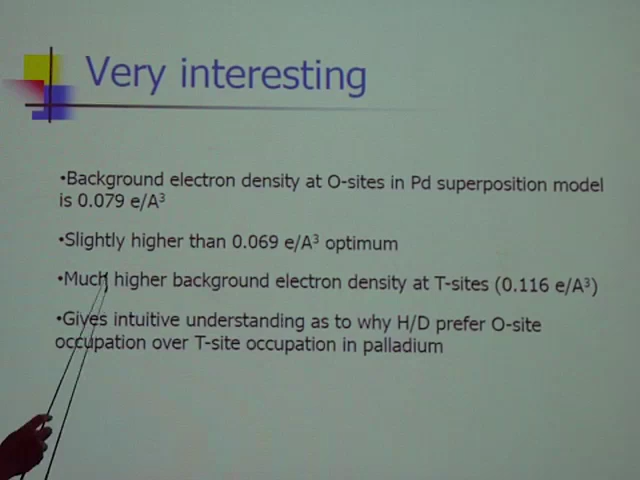 Very interesting
•Background electron density at O-sites in Pd superposition model
is 0.079 e/A³
•Slightly higher than 0.069 e/A³ optimum
•Much higher background electron density at T-sites (0.116 e/A³)
•Gives intuitive understanding as to why H/D prefer O-site
occupation over T-site occupation in palladium